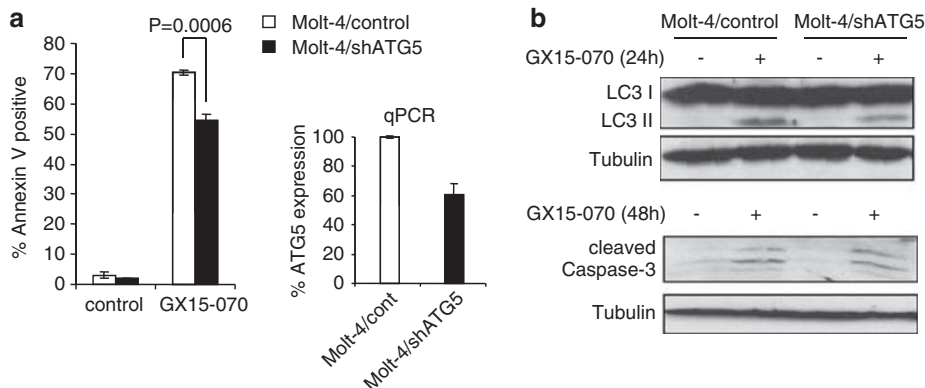 a
P=0.0006
Molt-4/control
Molt-4/shATG5
% Annexin V positive
80
70
60
50
40
30
20
10
0
control
GX15-070
qPCR
% ATG5 expression
100
80
60
40
20
0
Molt-4/cont
Molt-4/shATG5
b
Molt-4/control Molt-4/shATG5
GX15-070 (24h) - + - +
LC3 I
LC3 II
Tubulin
GX15-070 (48h) - + - +
cleaved
Caspase-3
Tubulin